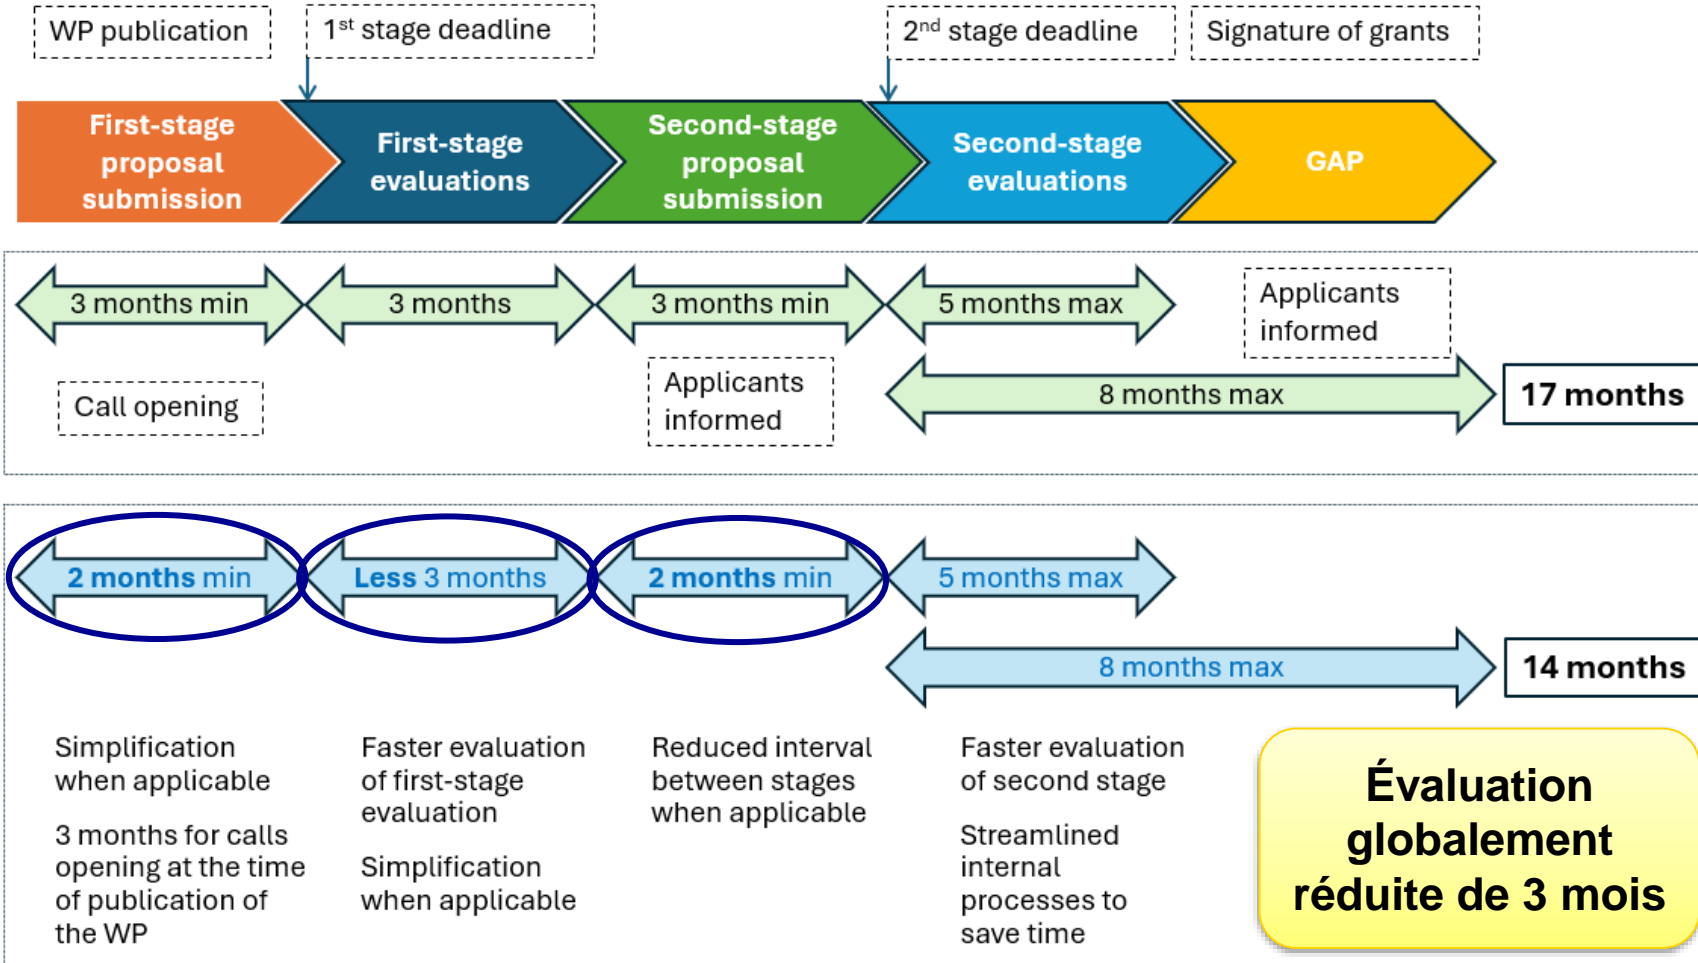 WP publication
1st stage deadline
2nd stage deadline
Signature of grants
First-stage
proposal
submission
First-stage
evaluations
Second-stage
proposal
submission
Second-stage
evaluations
GAP
3 months min
3 months
3 months min
5 months max
Applicants
informed
Call opening
Applicants
informed
8 months max
17 months
2 months min
Less 3 months
2 months min
5 months max
8 months max
14 months
Simplification
when applicable
3 months for calls
opening at the time
of publication of
the WP
Faster evaluation
of first-stage
evaluation
Simplification
when applicable
Reduced interval
between stages
when applicable
Faster evaluation
of second stage
Streamlined
internal
processes to
save time
Évaluation
globalement
réduite de 3 mois